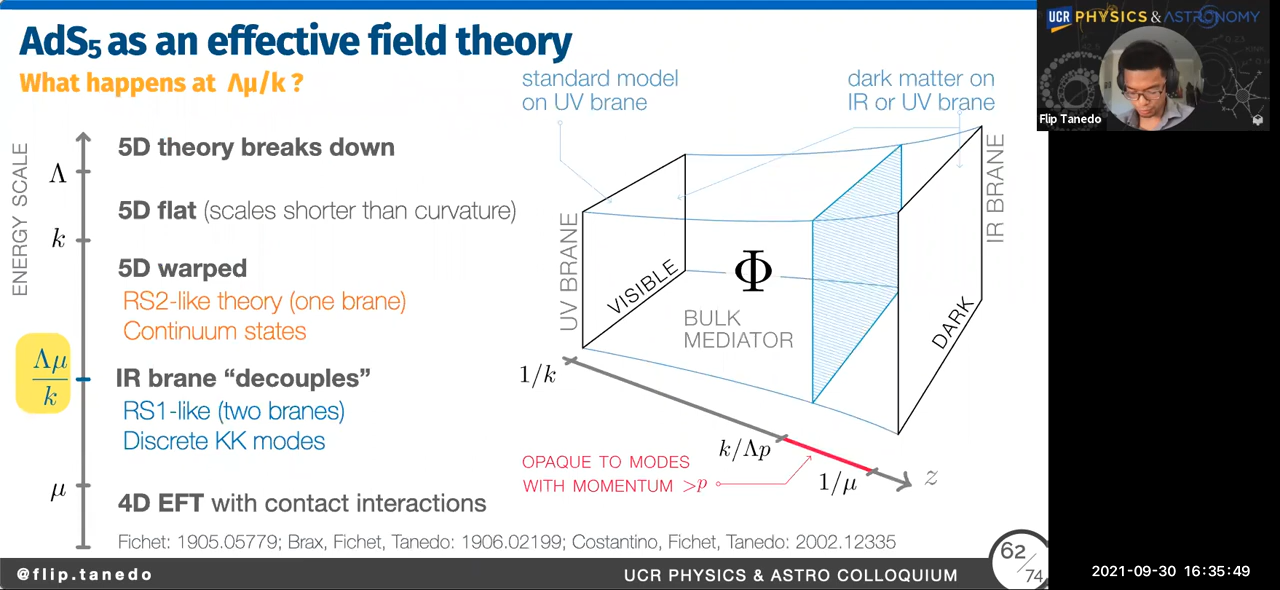 AdS5 as an effective field theory
What happens at Λμ/k ?
ENERGY SCALE
Λ
k
Λμ
k
μ
5D theory breaks down
5D flat (scales shorter than curvature)
5D warped
RS2-like theory (one brane)
Continuum states
IR brane “decouples”
RS1-like (two branes)
Discrete KK modes
4D EFT with contact interactions
standard model
on UV brane
dark matter on
IR or UV brane
UV BRANE
VISIBLE
Φ
BULK
MEDIATOR
DARK
IR BRANE
1/k
k/Λp
1/μ
z
OPAQUE TO MODES
WITH MOMENTUM >p
Fichet: 1905.05779; Brax, Fichet, Tanedo: 1906.02199; Costantino, Fichet, Tanedo: 2002.12335
@flip.tanedo
UCR PHYSICS & ASTRO COLLOQUIUM
62/74
UCR PHYSICS & ASTRONOMY
Flip Tanedo
2021-09-30 16:35:49